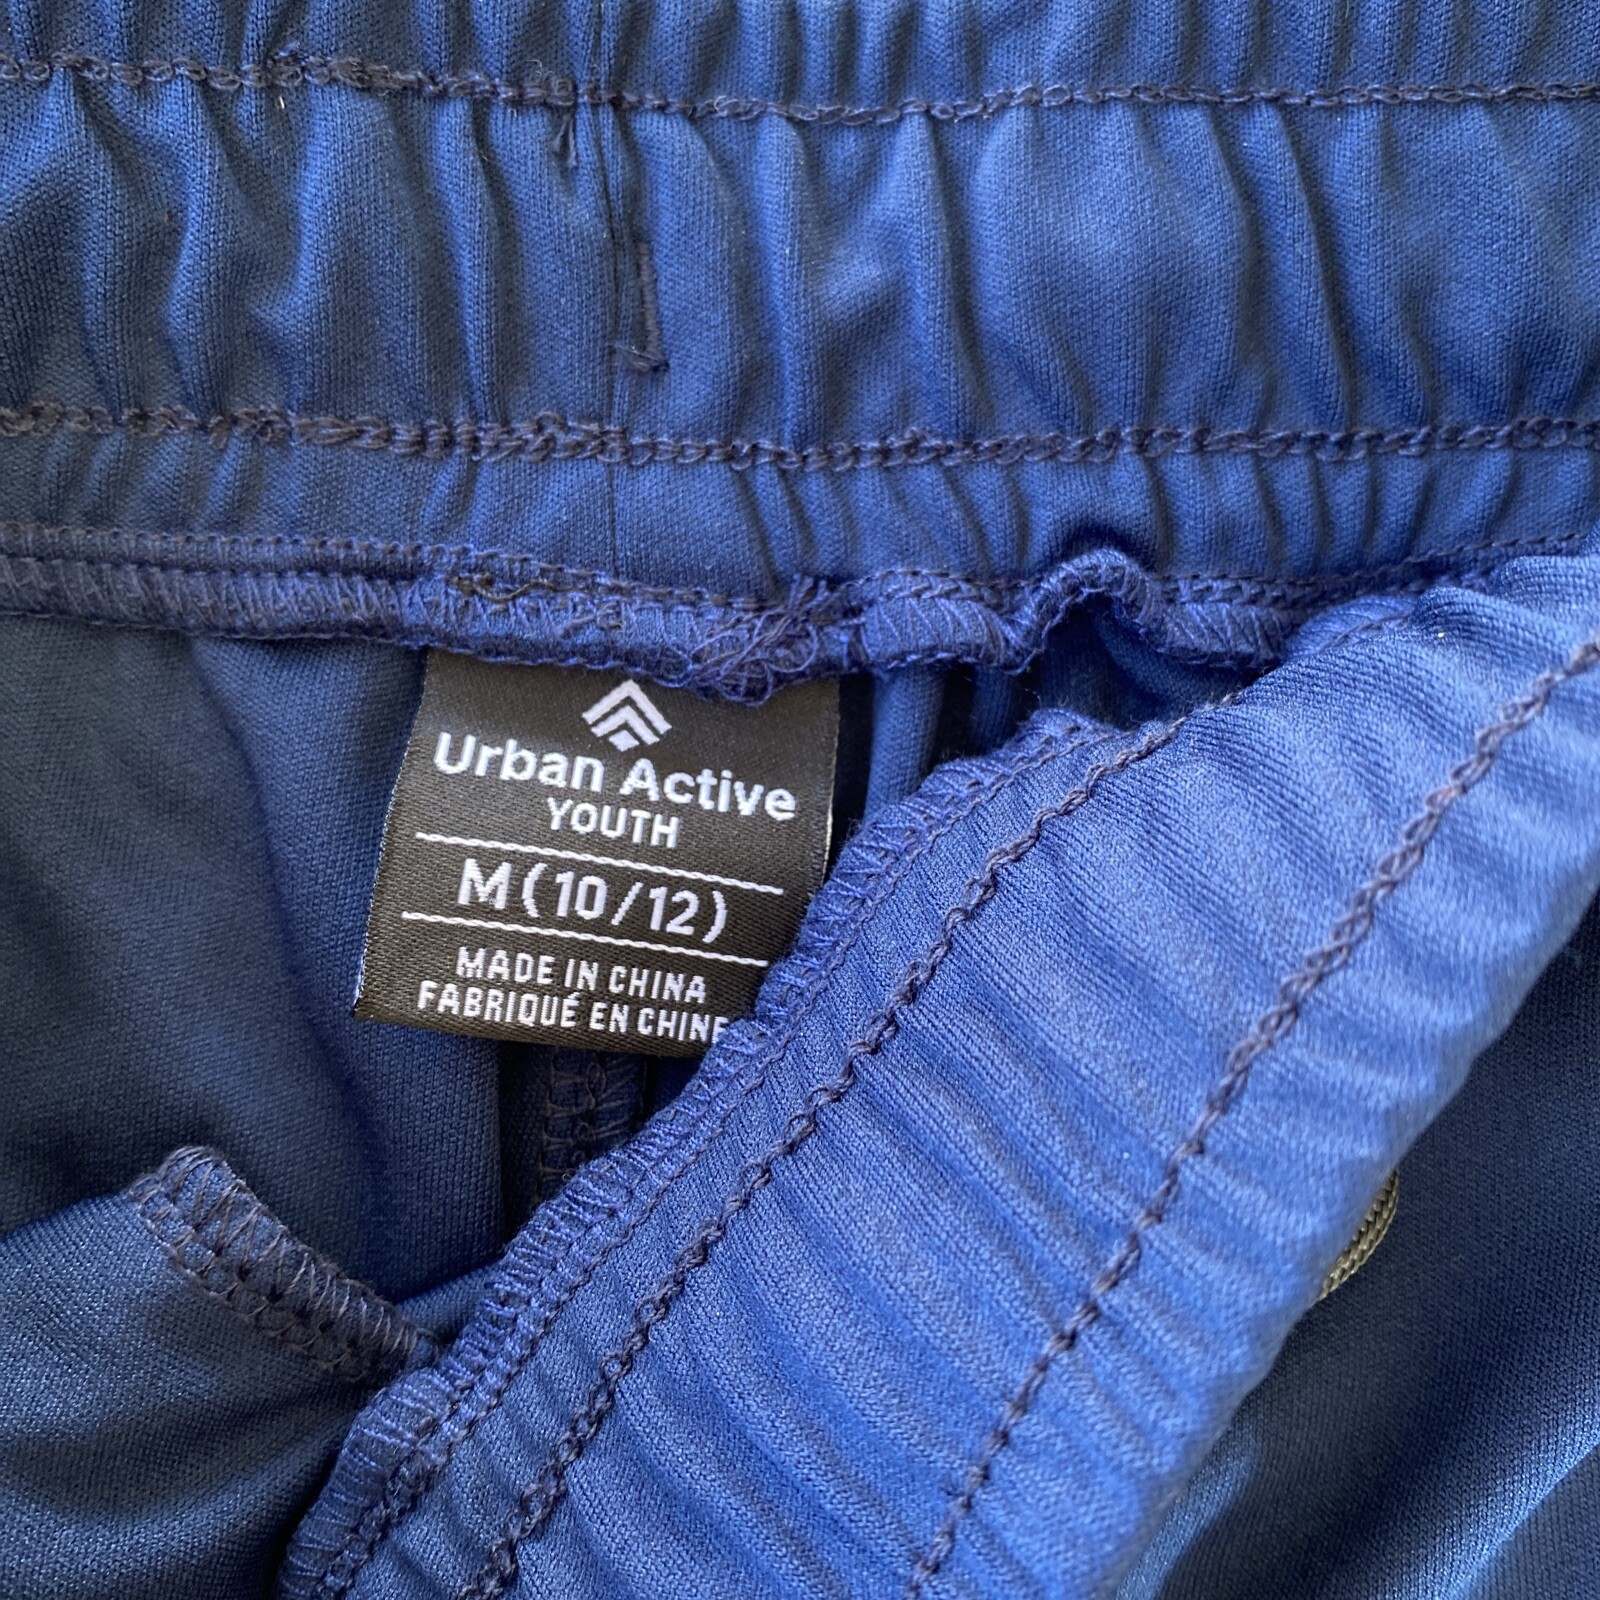 Urban Active
YOUTH
M(10/12)
MADE IN CHINA
FABRIQUÉ EN CHINE